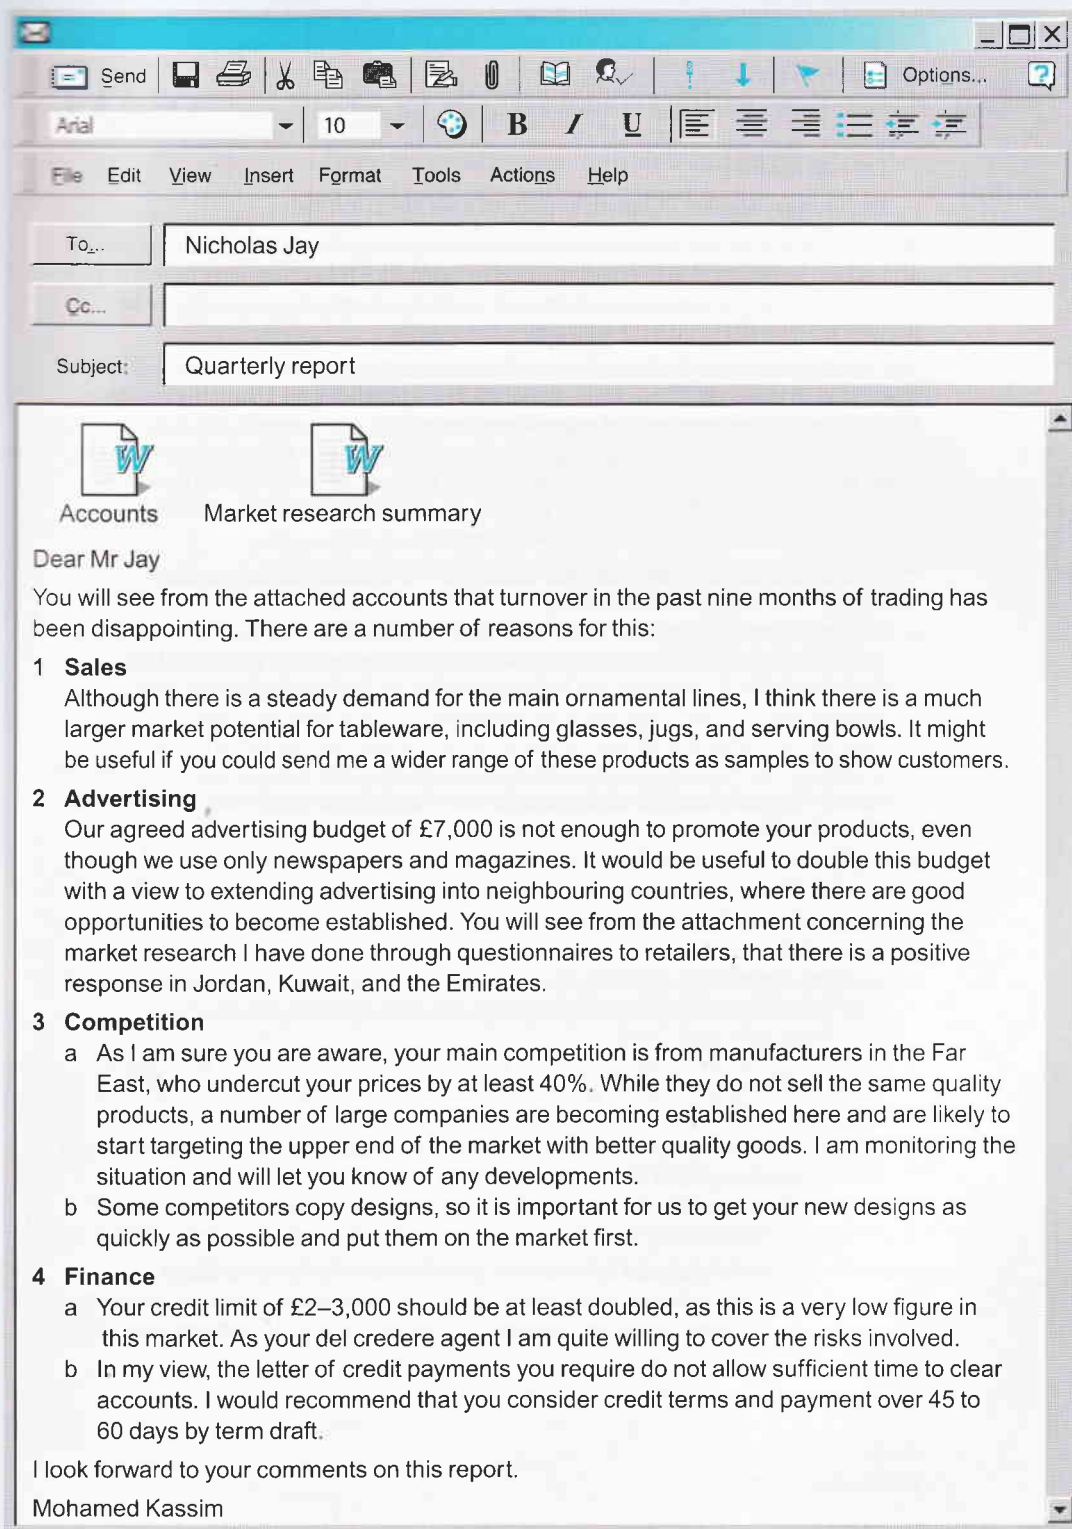 Send
Options...
Arial
10
B I U
File Edit View Insert Format Tools Actions Help
To... Nicholas Jay
Cc...
Subject: Quarterly report
W W
Accounts Market research summary
Dear Mr Jay
You will see from the attached accounts that turnover in the past nine months of trading has
been disappointing. There are a number of reasons for this:
1 Sales
Although there is a steady demand for the main ornamental lines, I think there is a much
larger market potential for tableware, including glasses, jugs, and serving bowls. It might
be useful if you could send me a wider range of these products as samples to show customers.
2 Advertising
Our agreed advertising budget of £7,000 is not enough to promote your products, even
though we use only newspapers and magazines. It would be useful to double this budget
with a view to extending advertising into neighbouring countries, where there are good
opportunities to become established. You will see from the attachment concerning the
market research I have done through questionnaires to retailers, that there is a positive
response in Jordan, Kuwait, and the Emirates.
3 Competition
a As I am sure you are aware, your main competition is from manufacturers in the Far
East, who undercut your prices by at least 40%. While they do not sell the same quality
products, a number of large companies are becoming established here and are likely to
start targeting the upper end of the market with better quality goods. I am monitoring the
situation and will let you know of any developments.
b Some competitors copy designs, so it is important for us to get your new designs as
quickly as possible and put them on the market first.
4 Finance
a Your credit limit of £2–3,000 should be at least doubled, as this is a very low figure in
this market. As your del credere agent I am quite willing to cover the risks involved.
b In my view, the letter of credit payments you require do not allow sufficient time to clear
accounts. I would recommend that you consider credit terms and payment over 45 to
60 days by term draft.
I look forward to your comments on this report.
Mohamed Kassim